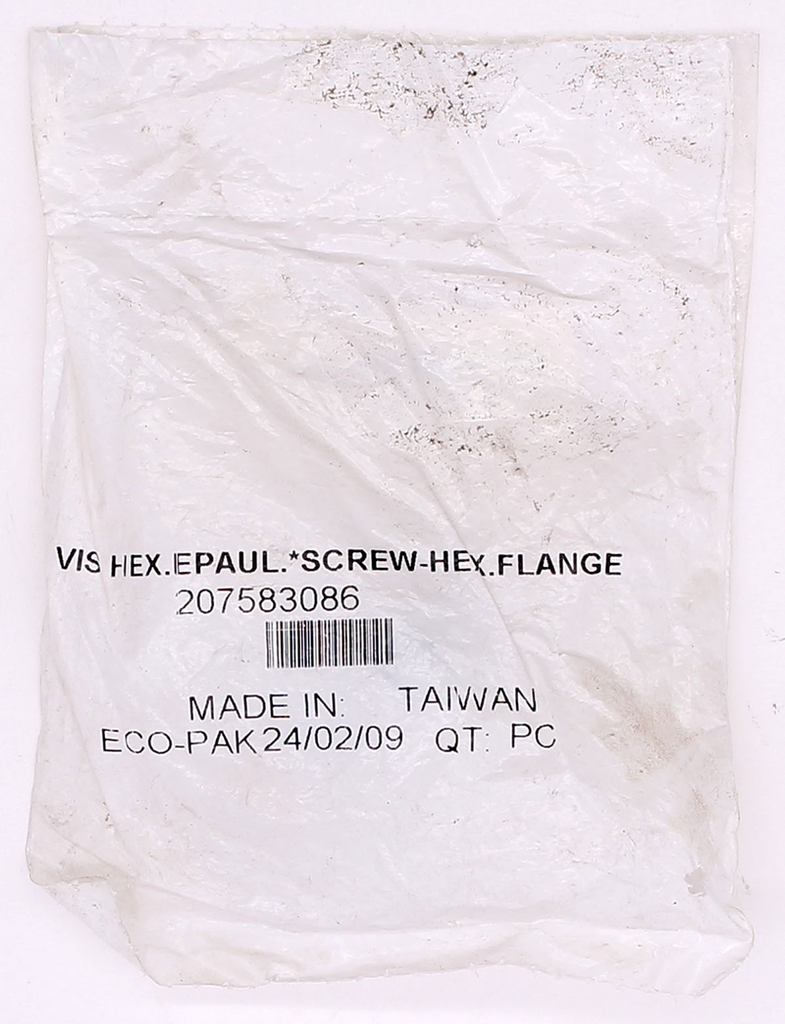 VIS HEX.EPAUL.*SCREW-HEX.FLANGE
207583086
MADE IN: TAIWAN
ECO-PAK 24/02/09 QT: PC